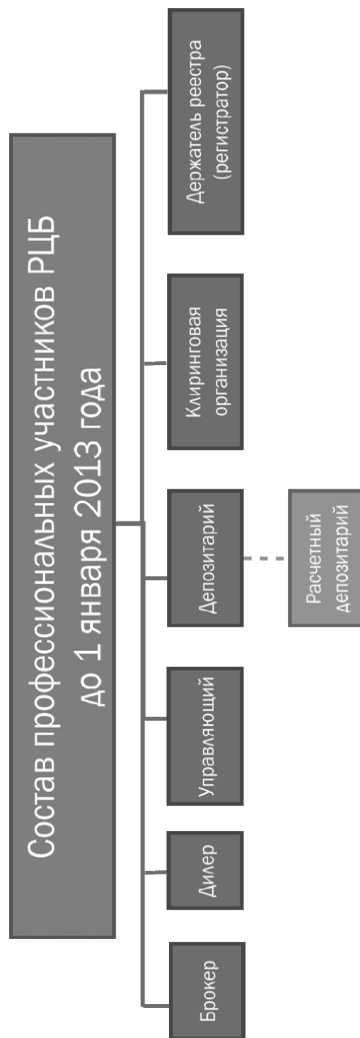 Состав профессиональных участников РЦБ
до 1 января 2013 года
Брокер
Дилер
Управляющий
Депозитарий
Клиринговая
организация
Держатель реестра
(регистратор)
Расчетный
депозитарий